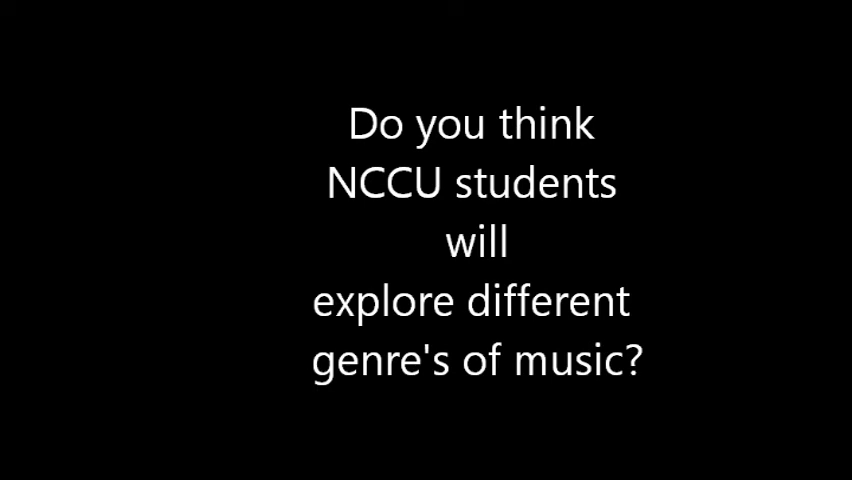 Do you think
NCCU students
will
explore different
genre's of music?